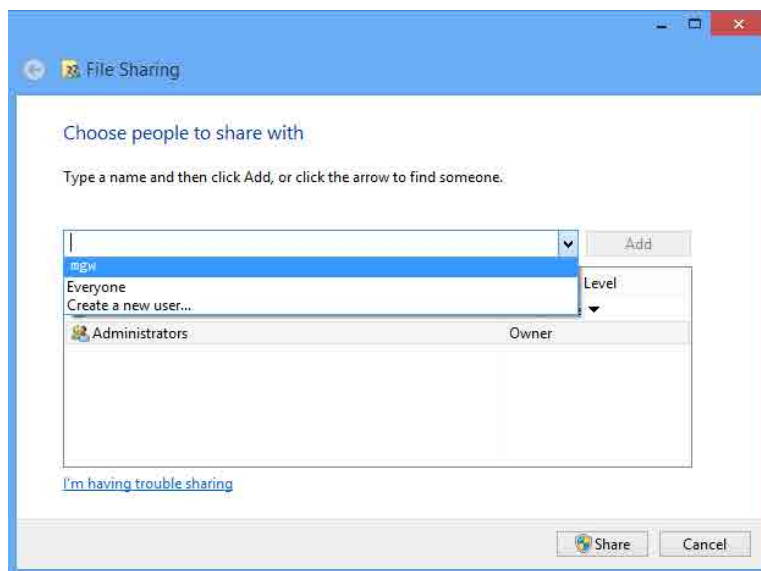 File Sharing
Choose people to share with
Type a name and then click Add, or click the arrow to find someone.
Add
mgw
Everyone
Level
Create a new user...
Administrators Owner
I'm having trouble sharing
Share Cancel